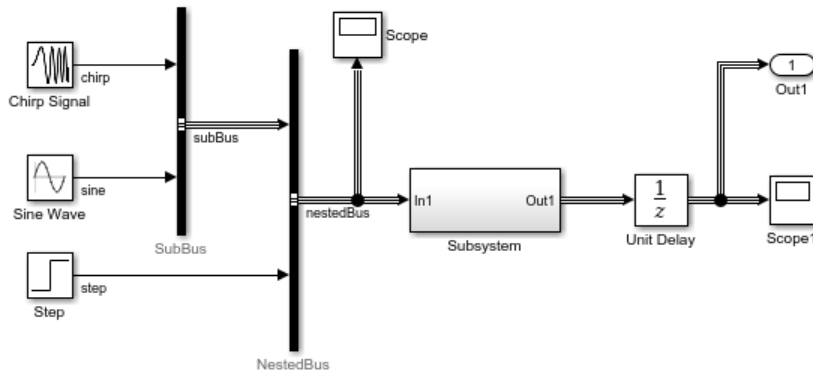 chirp
Chirp Signal
subBus
sine
Sine Wave
SubBus
step
Step
NestedBus
Scope
nestedBus
In1
Out1
Subsystem
1
z
Unit Delay
1
Out1
Scope1